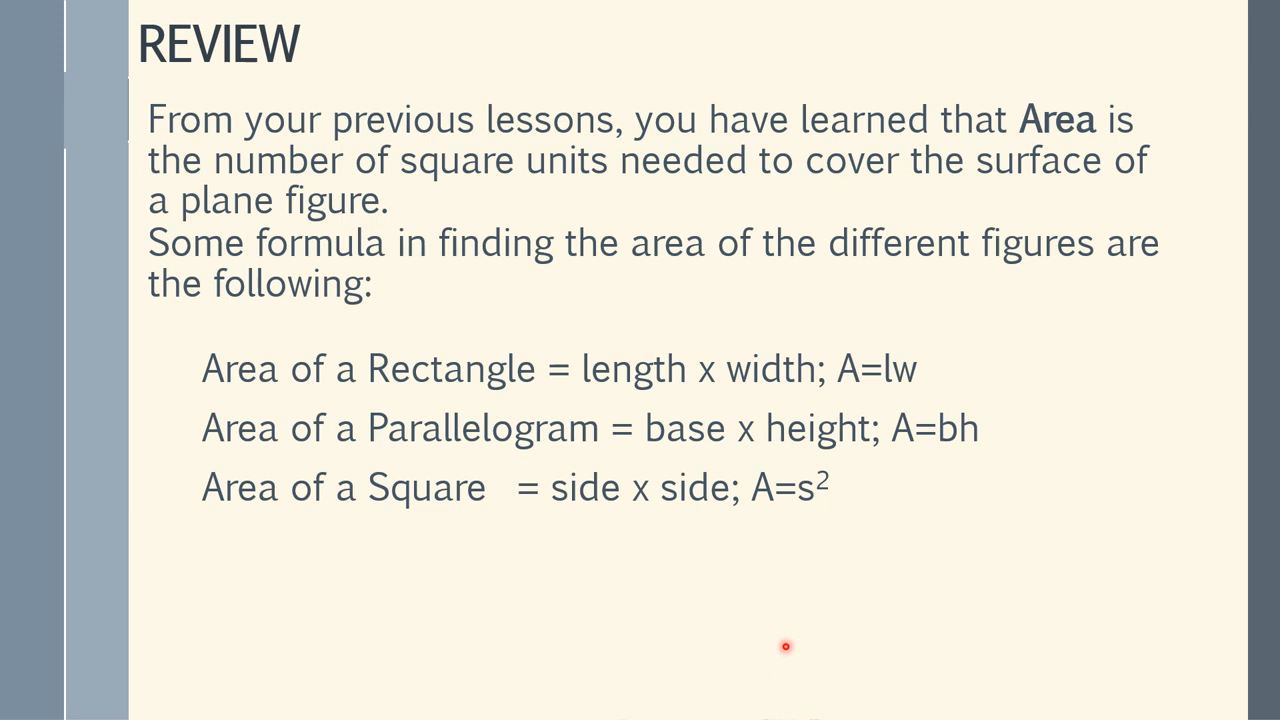 REVIEW
From your previous lessons, you have learned that Area is
the number of square units needed to cover the surface of
a plane figure.
Some formula in finding the area of the different figures are
the following:
Area of a Rectangle = length x width; A=lw
Area of a Parallelogram = base x height; A=bh
Area of a Square = side x side; A=s²